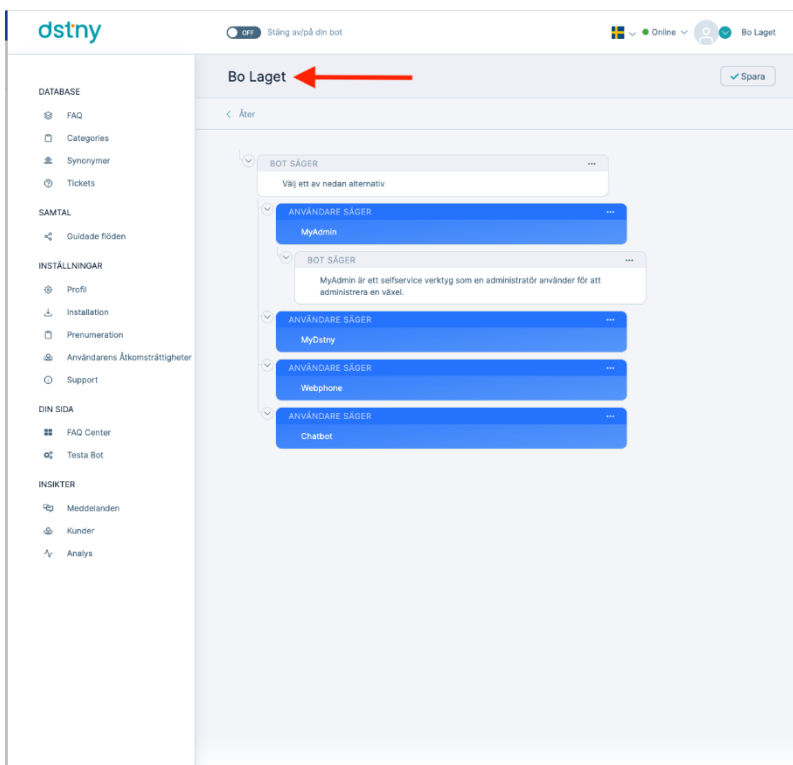 dstny
OFF Stäng av/på din bot
Online
Bo Laget
Bo Laget
Spara
Åter
DATABASE
FAQ
Categories
Synonymer
Tickets
SAMTAL
Guidade flöden
INSTÄLLNINGAR
Profil
Installation
Prenumeration
Användarens Åtkomsträttigheter
Support
DIN SIDA
FAQ Center
Testa Bot
INSIKTER
Meddelanden
Kunder
Analys
BOT SÄGER
Välj ett av nedan alternativ
ANVÄNDARE SÄGER
MyAdmin
BOT SÄGER
MyAdmin är ett selfservice verktyg som en administratör använder för att
administrera en växel.
ANVÄNDARE SÄGER
MyDstny
ANVÄNDARE SÄGER
Webphone
ANVÄNDARE SÄGER
Chatbot